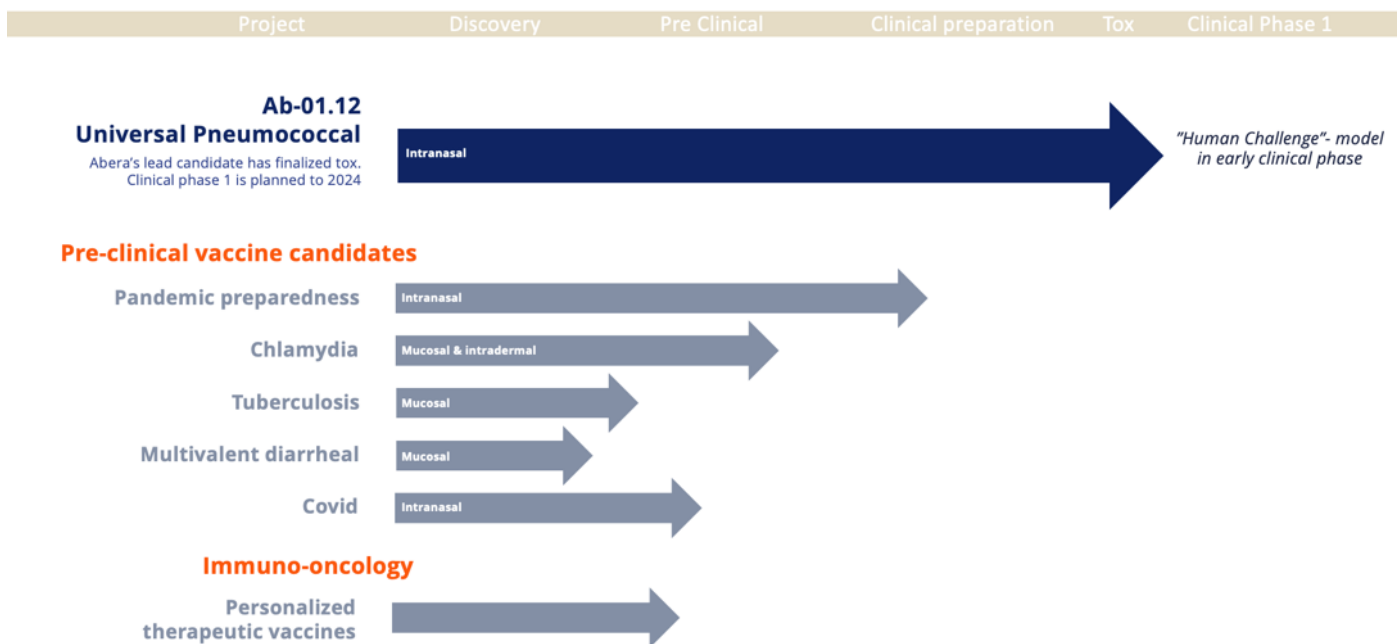 Project Discovery Pre Clinical Clinical preparation Tox Clinical Phase 1
Ab-01.12
Universal Pneumococcal
Abera's lead candidate has finalized tox.
Clinical phase 1 is planned to 2024
Intranasal
"Human Challenge"- model
in early clinical phase
Pre-clinical vaccine candidates
Pandemic preparedness Intranasal
Chlamydia Mucosal & intradermal
Tuberculosis Mucosal
Multivalent diarrheal Mucosal
Covid Intranasal
Immuno-oncology
Personalized
therapeutic vaccines